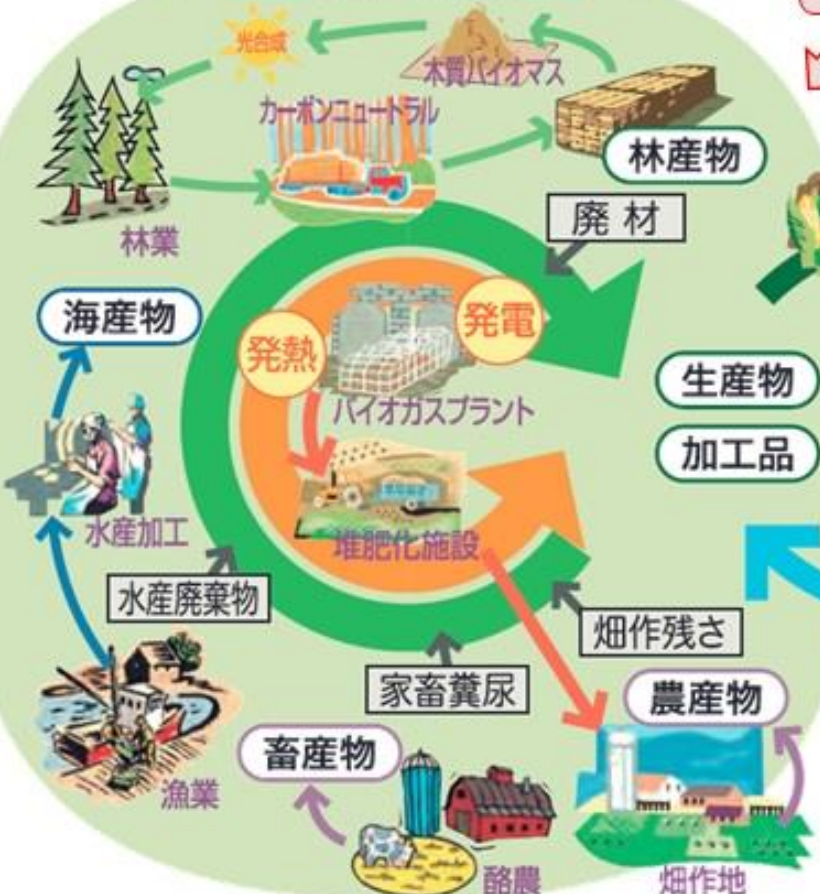 光合成
木質バイオマス
カーボンニュートラル
林産物
廃材
林業
海産物
発熱
発電
バイオガスプラント
生産物
加工品
水産加工
堆肥化施設
水産廃棄物
畑作残さ
家畜糞尿
農産物
畜産物
漁業
酪農
畑作地